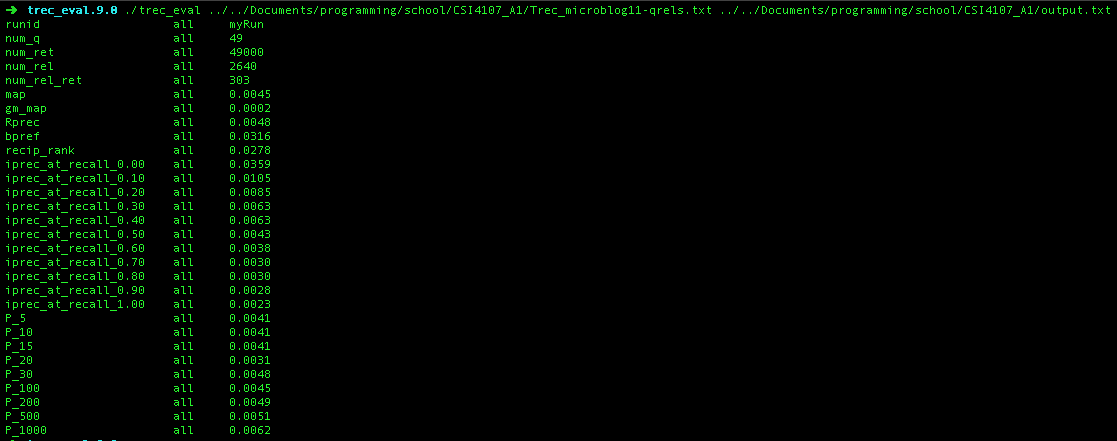 ➜ trec_eval.9.0 ./trec_eval ../../Documents/programming/school/CSI4107_A1/Trec_microblog11-qrels.txt ../../Documents/programming/school/CSI4107_A1/output.txt
runid all myRun
num_q all 49
num_ret all 49000
num_rel all 2640
num_rel_ret all 303
map all 0.0045
gm_map all 0.0002
Rprec all 0.0048
bpref all 0.0316
recip_rank all 0.0278
iprec_at_recall_0.00 all 0.0359
iprec_at_recall_0.10 all 0.0105
iprec_at_recall_0.20 all 0.0085
iprec_at_recall_0.30 all 0.0063
iprec_at_recall_0.40 all 0.0063
iprec_at_recall_0.50 all 0.0043
iprec_at_recall_0.60 all 0.0038
iprec_at_recall_0.70 all 0.0030
iprec_at_recall_0.80 all 0.0030
iprec_at_recall_0.90 all 0.0028
iprec_at_recall_1.00 all 0.0023
P_5 all 0.0041
P_10 all 0.0041
P_15 all 0.0041
P_20 all 0.0031
P_30 all 0.0048
P_100 all 0.0045
P_200 all 0.0049
P_500 all 0.0051
P_1000 all 0.0062